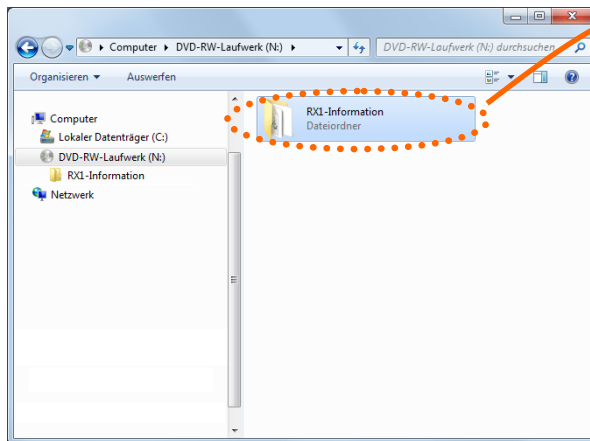 Computer ▸ DVD-RW-Laufwerk (N:) ▸
DVD-RW-Laufwerk (N:) durchsuchen
Organisieren Auswerfen
Computer
Lokaler Datenträger (C:)
DVD-RW-Laufwerk (N:)
RX1-Information
Netzwerk
RX1-Information
Dateiordner